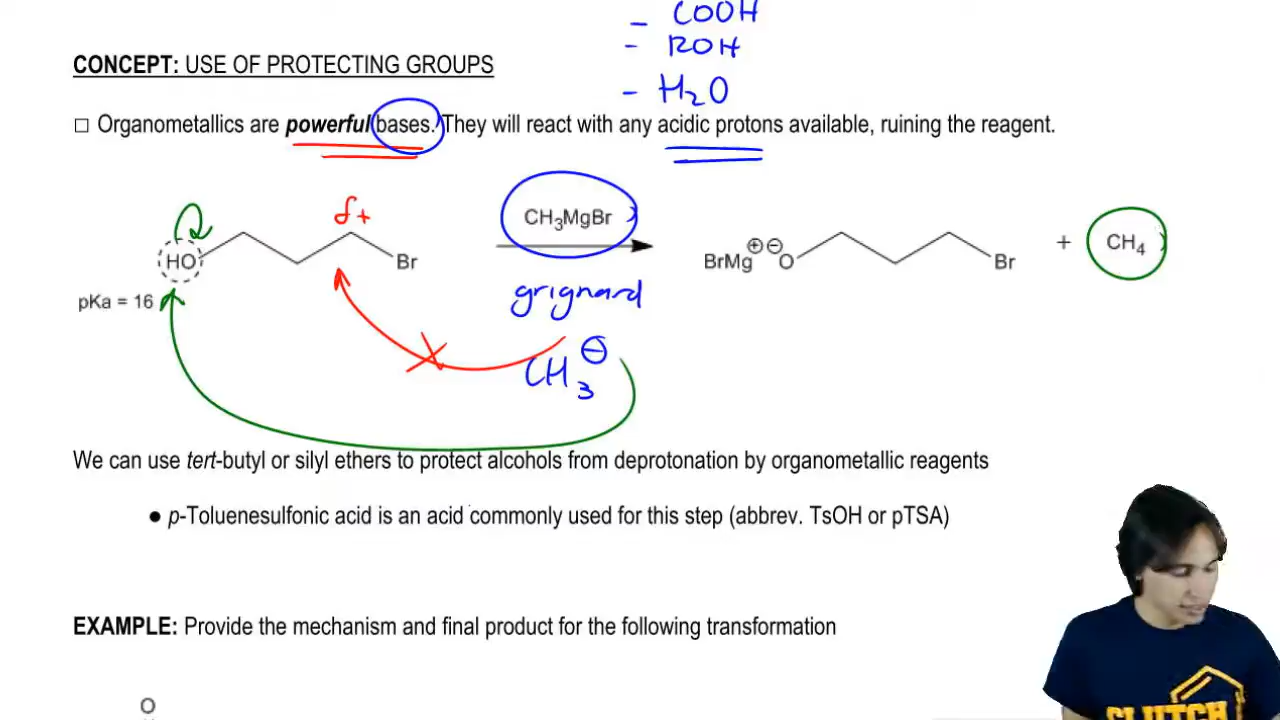 - COOH
- ROH
- H₂O
CONCEPT: USE OF PROTECTING GROUPS
□ Organometallics are powerful bases. They will react with any acidic protons available, ruining the reagent.
δ+
CH₃MgBr
HO
Br
pKa = 16
grignard
CH₃ ⊖
⊕ ⊖
BrMg O
Br
+ CH₄
We can use tert-butyl or silyl ethers to protect alcohols from deprotonation by organometallic reagents
● p-Toluenesulfonic acid is an acid commonly used for this step (abbrev. TsOH or pTSA)
EXAMPLE: Provide the mechanism and final product for the following transformation
O
CLUTCH